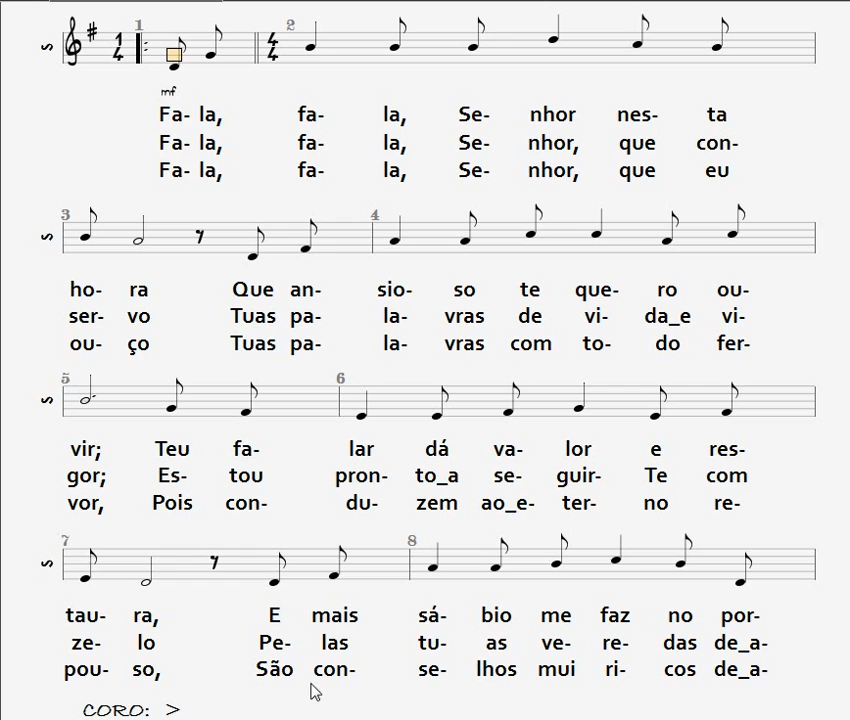 1 2
S 1 4 4 4
mf
Fa- la, fa- la, Se- nhor nes- ta
Fa- la, fa- la, Se- nhor, que con-
Fa- la, fa- la, Se- nhor, que eu
3 4
S
ho- ra Que an- sio- so te que- ro ou-
ser- vo Tuas pa- la- vras de vi- da_e vi-
ou- ço Tuas pa- la- vras com to- do fer-
5 6
S
vir; Teu fa- lar dá va- lor e res-
gor; Es- tou pron- to_a se- guir- Te com
vor, Pois con- du- zem ao_e- ter- no re-
7 8
S
tau- ra, E mais sá- bio me faz no por-
ze- lo Pe- las tu- as ve- re- das de_a-
pou- so, São con- se- lhos mui ri- cos de_a-
CORO: >